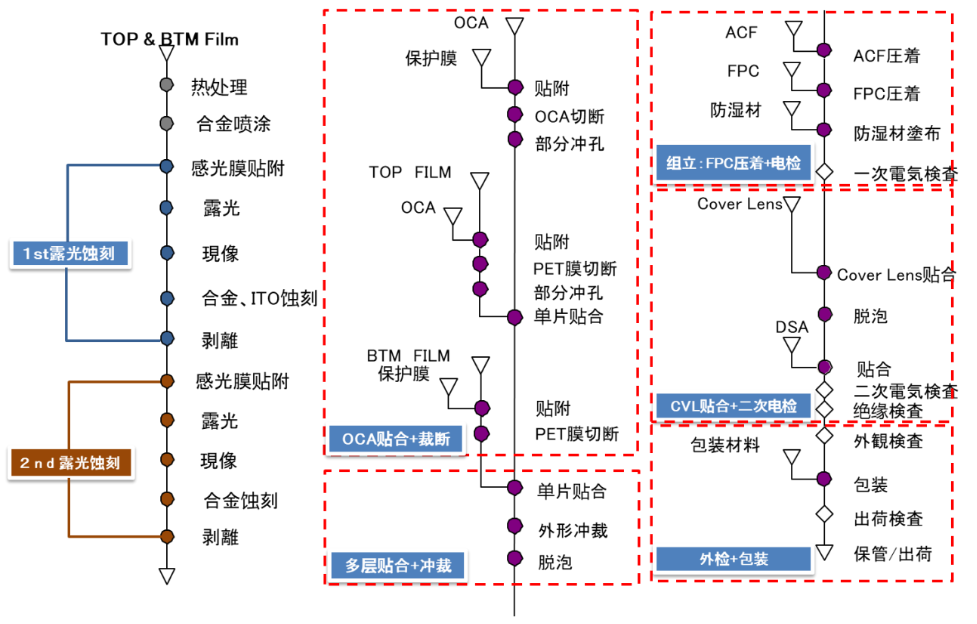 TOP & BTM Film
热处理
合金喷涂
感光膜贴附
露光
現像
合金、ITO蚀刻
剥離
1st露光蚀刻
感光膜贴附
露光
現像
合金蚀刻
剥離
2nd露光蚀刻
OCA
保护膜
贴附
OCA切断
部分冲孔
TOP FILM
OCA
贴附
PET膜切断
部分冲孔
单片贴合
BTM FILM
保护膜
贴附
PET膜切断
OCA贴合+裁断
单片贴合
外形冲裁
脱泡
多层贴合+冲裁
ACF
ACF圧着
FPC
FPC圧着
防湿材
防湿材塗布
组立:FPC压着+电检
一次電気検査
Cover Lens
Cover Lens贴合
脱泡
DSA
贴合
二次電気検査
绝缘検査
CVL贴合+二次电检
外観検査
包装材料
包装
出荷検査
保管/出荷
外检+包装